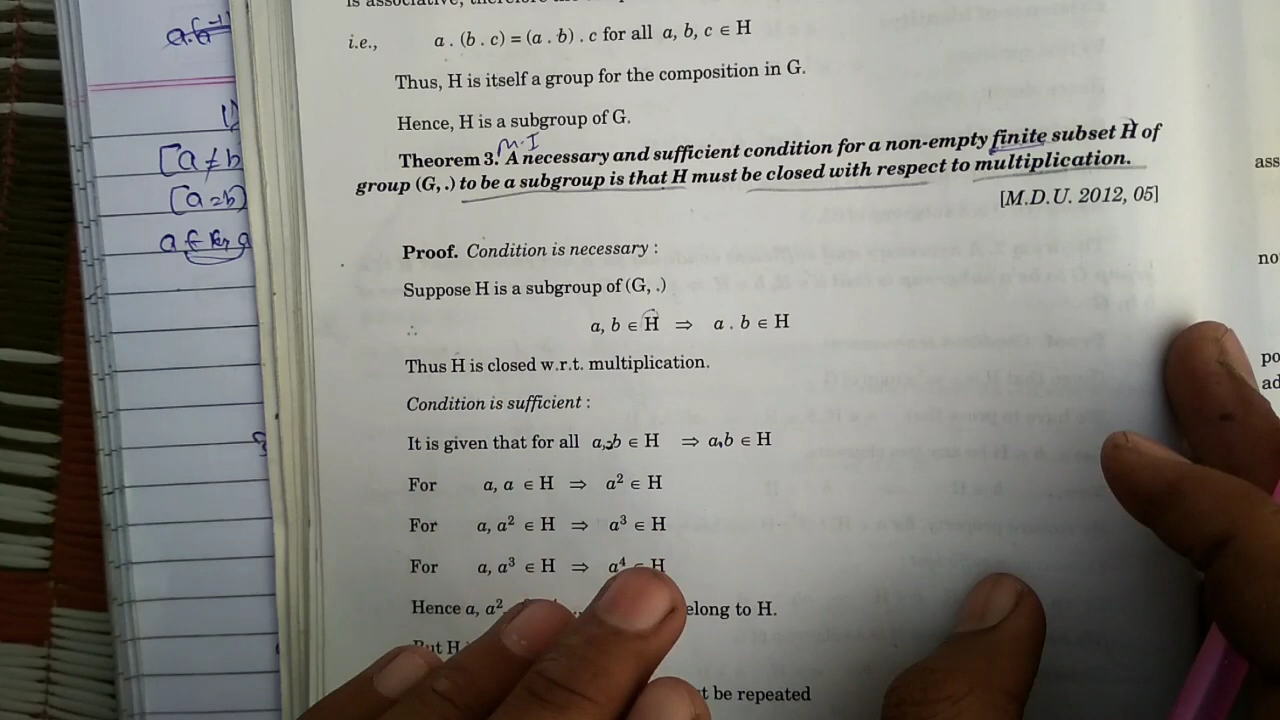 i.e., a . (b . c) = (a . b) . c for all a, b, c ∈ H
Thus, H is itself a group for the composition in G.
Hence, H is a subgroup of G.
M-I
Theorem 3. A necessary and sufficient condition for a non-empty finite subset H of
group (G, .) to be a subgroup is that H must be closed with respect to multiplication.
[M.D.U. 2012, 05]
Proof. Condition is necessary :
Suppose H is a subgroup of (G, .)
∴ a, b ∈ H ⇒ a . b ∈ H
Thus H is closed w.r.t. multiplication.
Condition is sufficient :
It is given that for all a, b ∈ H ⇒ a,b ∈ H
For a, a ∈ H ⇒ a² ∈ H
For a, a² ∈ H ⇒ a³ ∈ H
For a, a³ ∈ H ⇒ a⁴ ∈ H
Hence a, a² elong to H.
But H
be repeated
[a ≠ b
[a = b]
ass
no
po
ad